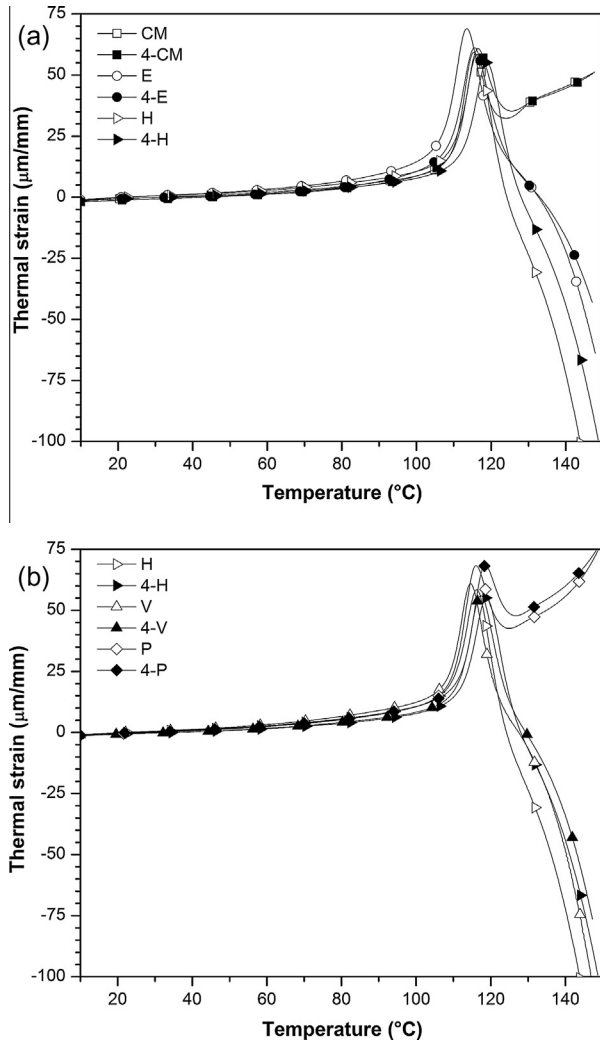 (a)
75
50
25
0
-25
-50
-75
-100
Thermal strain (μm/mm)
CM
4-CM
E
4-E
H
4-H
20 40 60 80 100 120 140
Temperature (°C)
(b)
75
50
25
0
-25
-50
-75
-100
Thermal strain (μm/mm)
H
4-H
V
4-V
P
4-P
20 40 60 80 100 120 140
Temperature (°C)